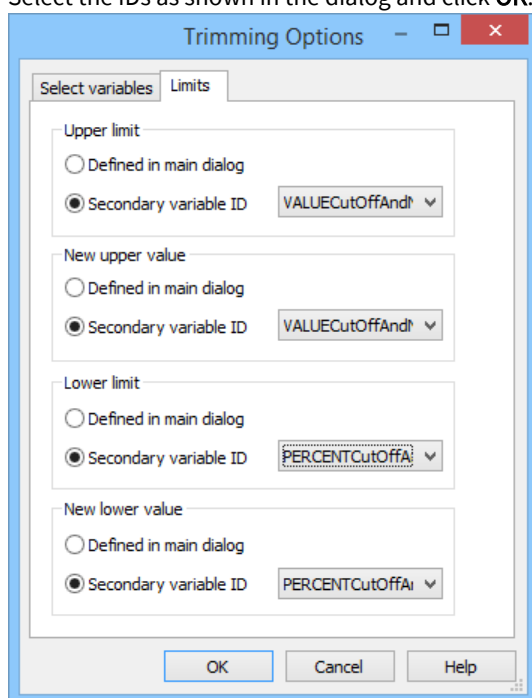 Select the IDs as shown in the dialog and click OK.
Trimming Options
Select variables Limits
Upper limit
Defined in main dialog
Secondary variable ID VALUECutOffAndN
New upper value
Defined in main dialog
Secondary variable ID VALUECutOffAndN
Lower limit
Defined in main dialog
Secondary variable ID PERCENTCutOffA
New lower value
Defined in main dialog
Secondary variable ID PERCENTCutOffAr
OK Cancel Help